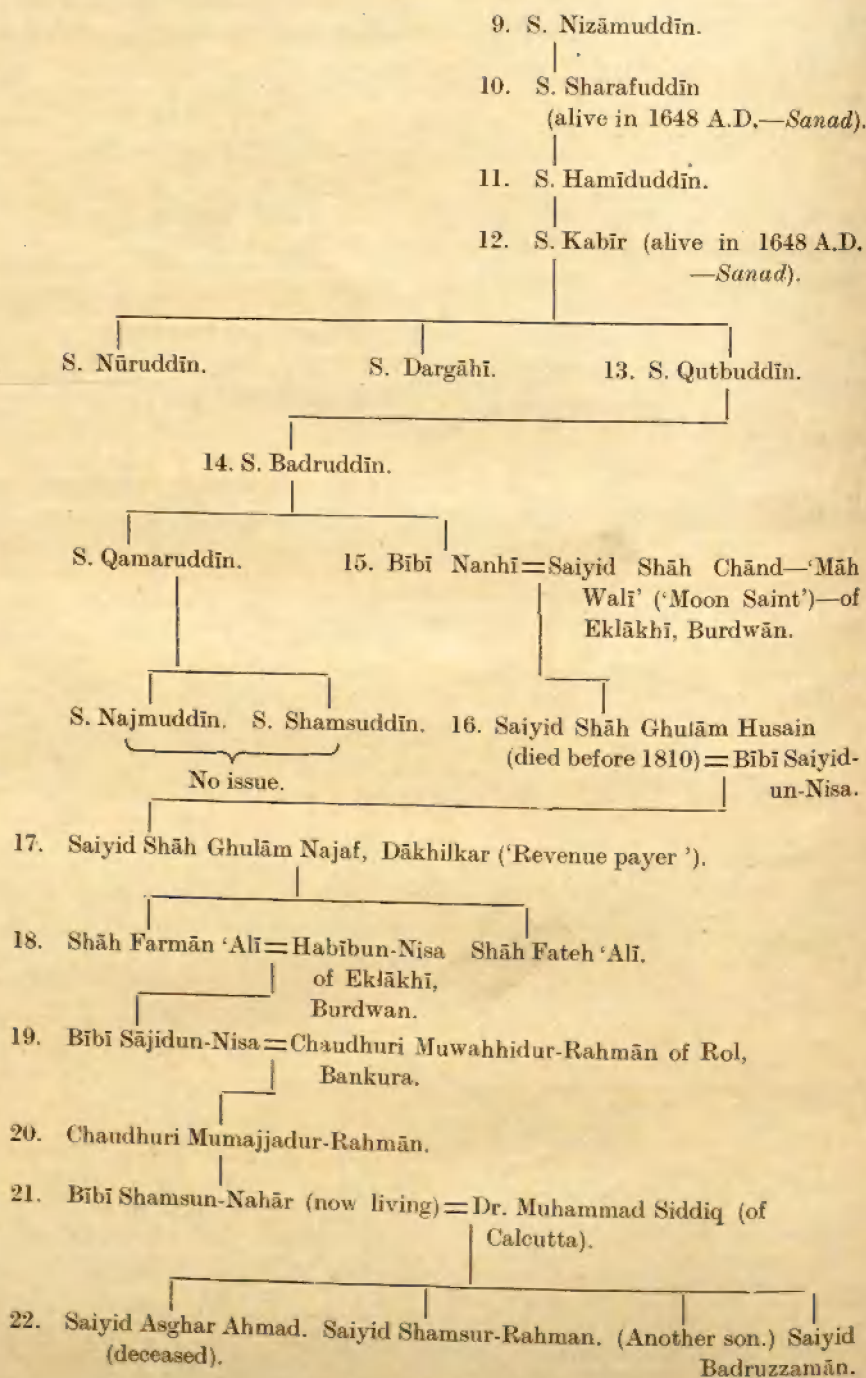 9. S. Nizāmuddīn.
10. S. Sharafuddīn
(alive in 1648 A.D.—Sanad).
11. S. Hamīduddīn.
12. S. Kabīr (alive in 1648 A.D.
—Sanad).
S. Nūruddīn. S. Dargāhī. 13. S. Qutbuddīn.
14. S. Badruddīn.
S. Qamaruddīn. 15. Bībī Nanhī=Saiyid Shāh Chānd—‘Māh
Walī’ (‘Moon Saint’)—of
Eklākhī, Burdwān.
S. Najmuddīn. S. Shamsuddīn. 16. Saiyid Shāh Ghulām Husain
(died before 1810)=Bībī Saiyid-
No issue. un-Nisa.
17. Saiyid Shāh Ghulām Najaf, Dākhilkar (‘Revenue payer ’).
18. Shāh Farmān ‘Alī=Habībun-Nisa Shāh Fateh ‘Alī.
of Eklākhī,
Burdwan.
19. Bībī Sājidun-Nisa=Chaudhuri Muwahhidur-Rahmān of Rol,
Bankura.
20. Chaudhuri Mumajjadur-Rahmān.
21. Bībī Shamsun-Nahār (now living)=Dr. Muhammad Siddiq (of
Calcutta).
22. Saiyid Asghar Ahmad. Saiyid Shamsur-Rahman. (Another son.) Saiyid
(deceased). Badruzzamān.